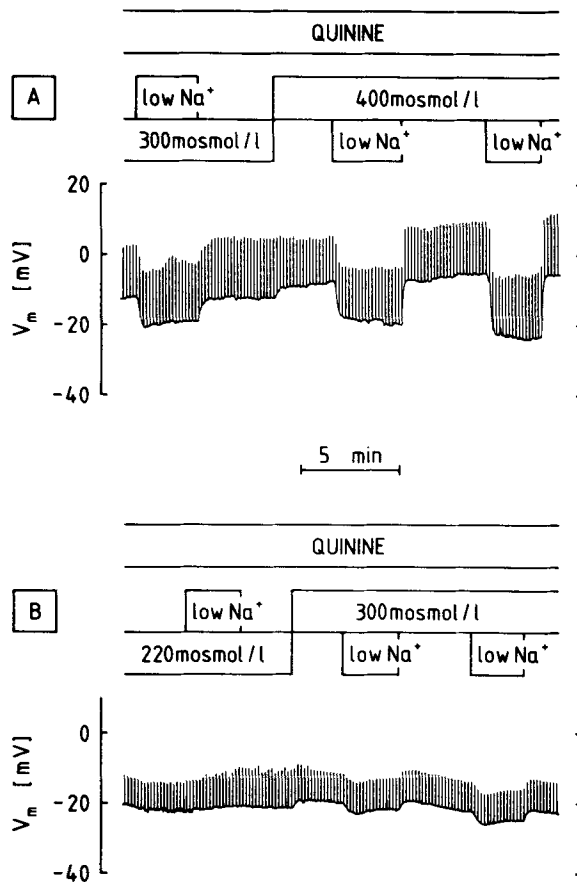 QUININE
A
low Na⁺
400mosmol/l
300mosmol/l
low Na⁺
low Na⁺
20
0
-20
-40
Vm [mV]
5 min
QUININE
B
low Na⁺
300mosmol/l
220mosmol/l
low Na⁺
low Na⁺
0
-20
-40
Vm [mV]